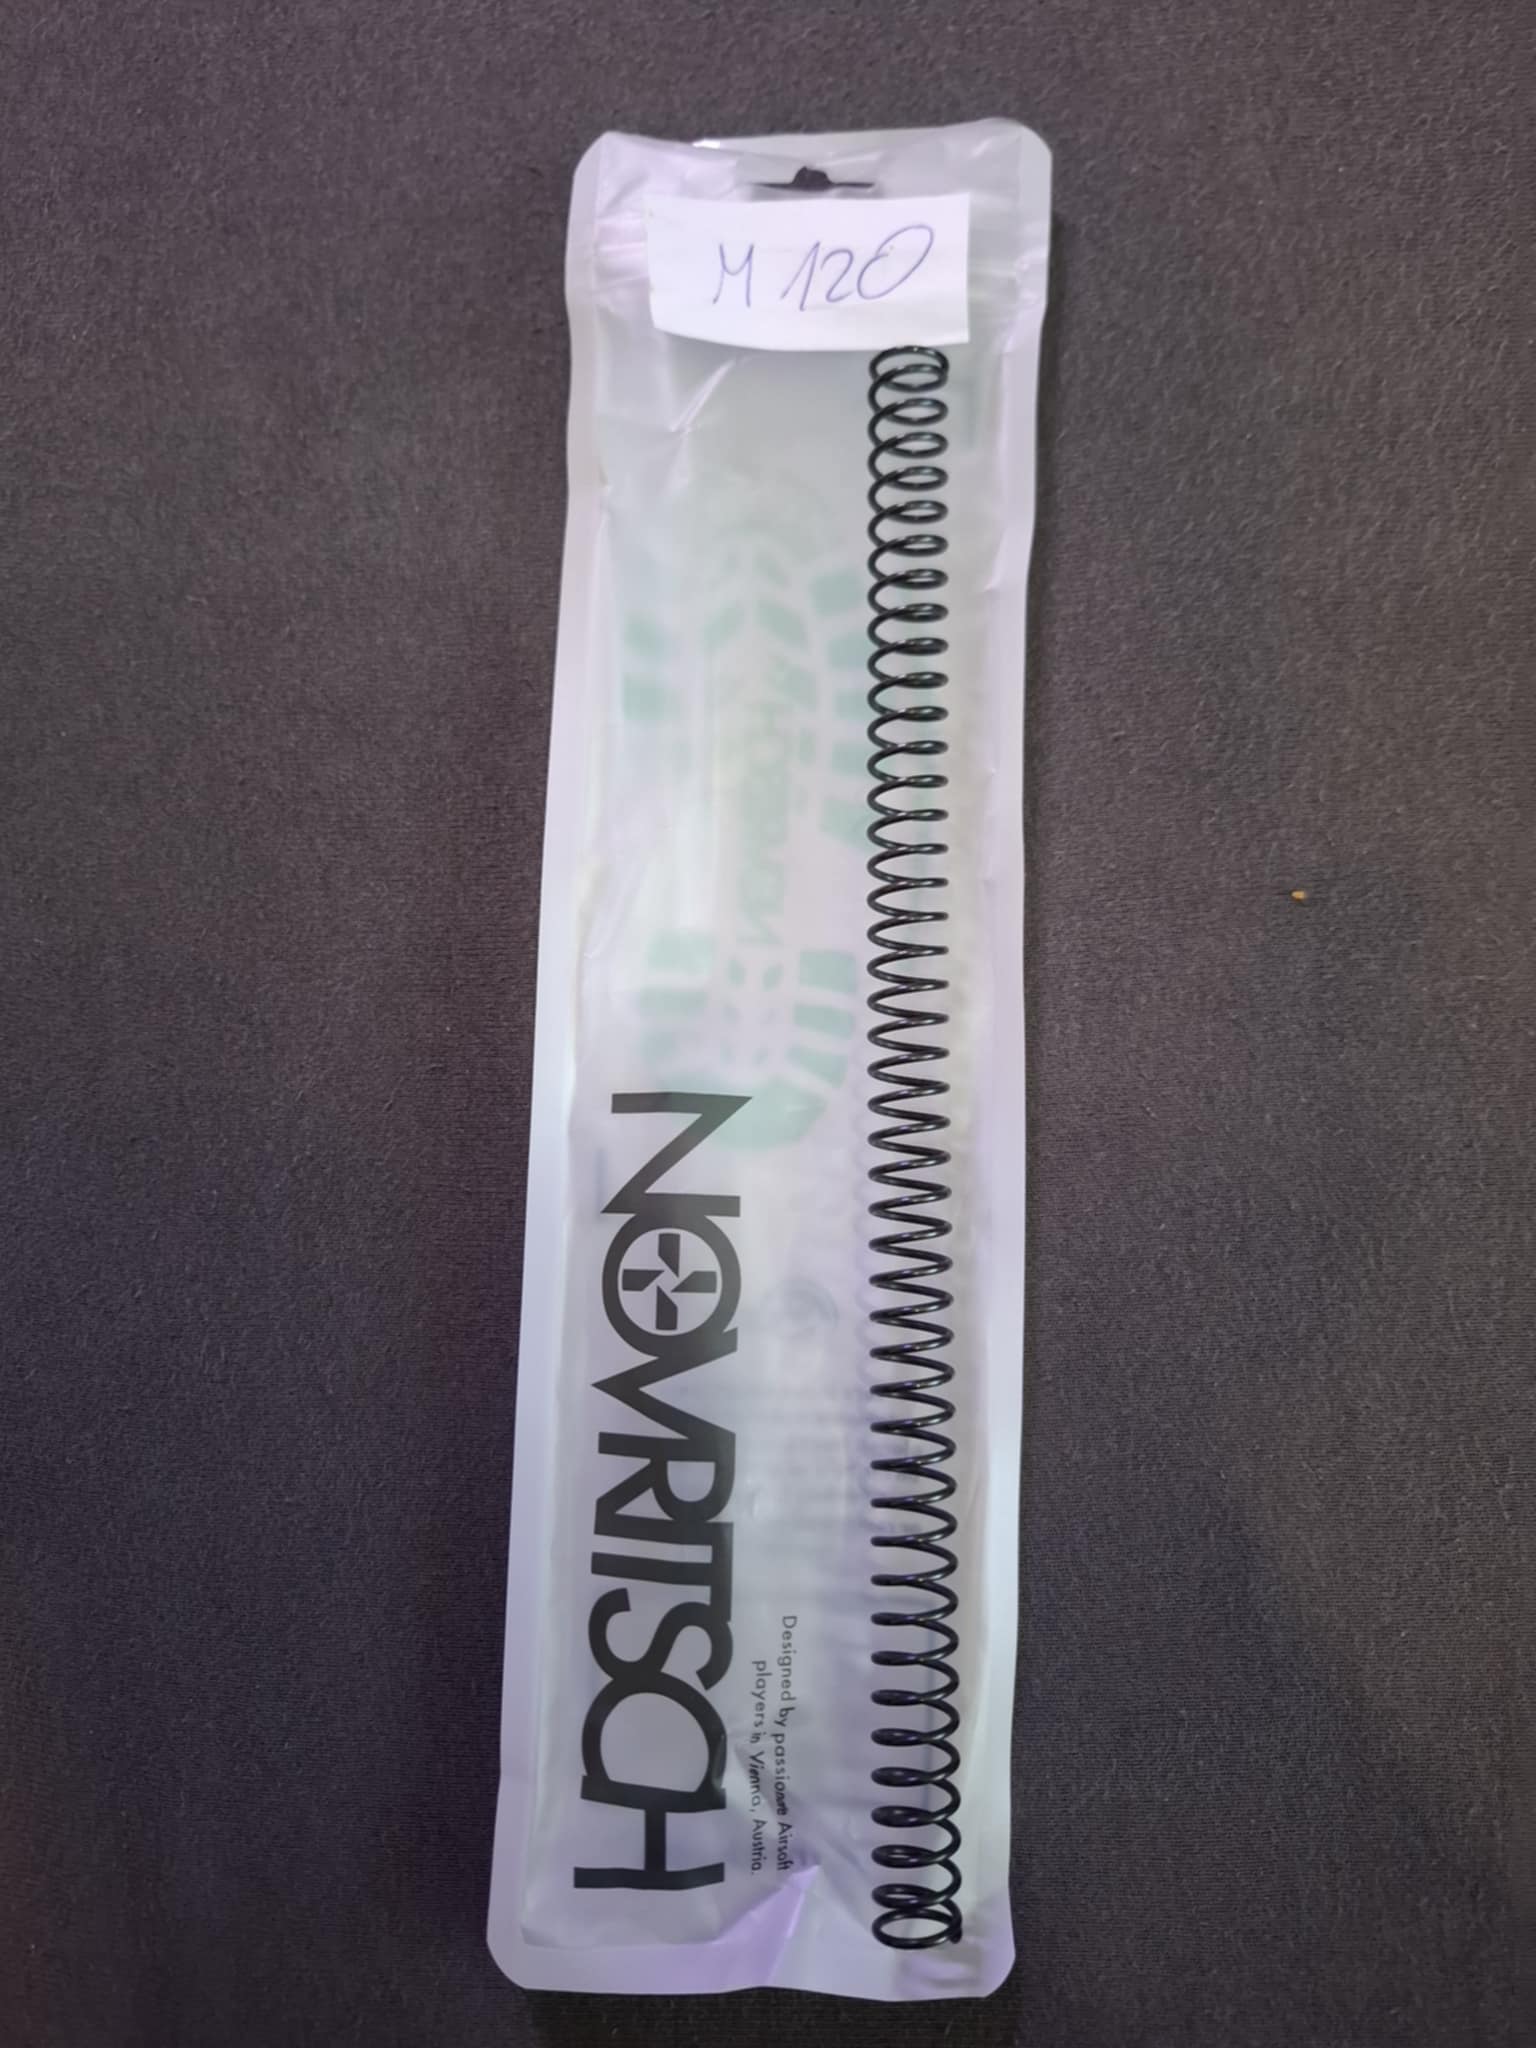 M 120
NOVRITSCH
Designed by passionate Airsoft
players in Vienna, Austria.